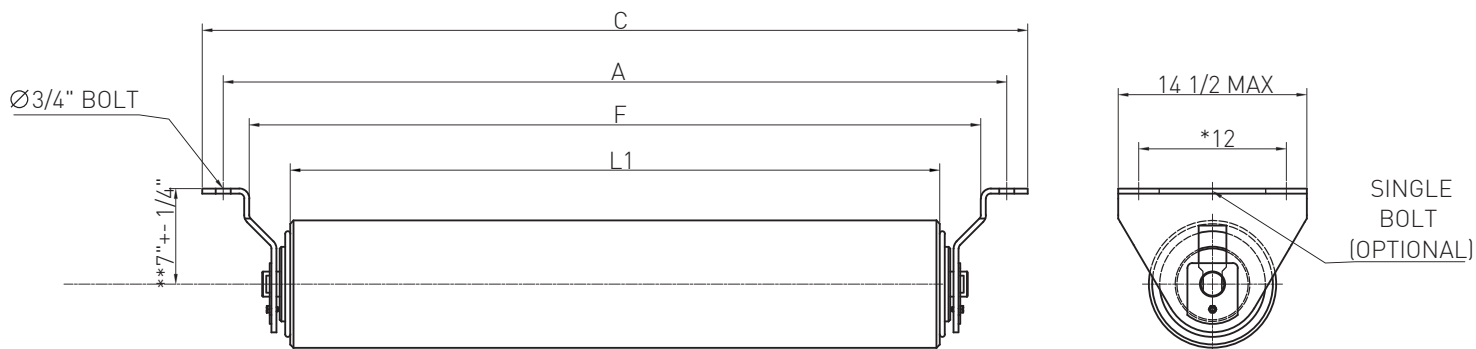 C
A
Ø3/4" BOLT
F
L1
**7"+- 1/4"
14 1/2 MAX
*12
SINGLE
BOLT
(OPTIONAL)